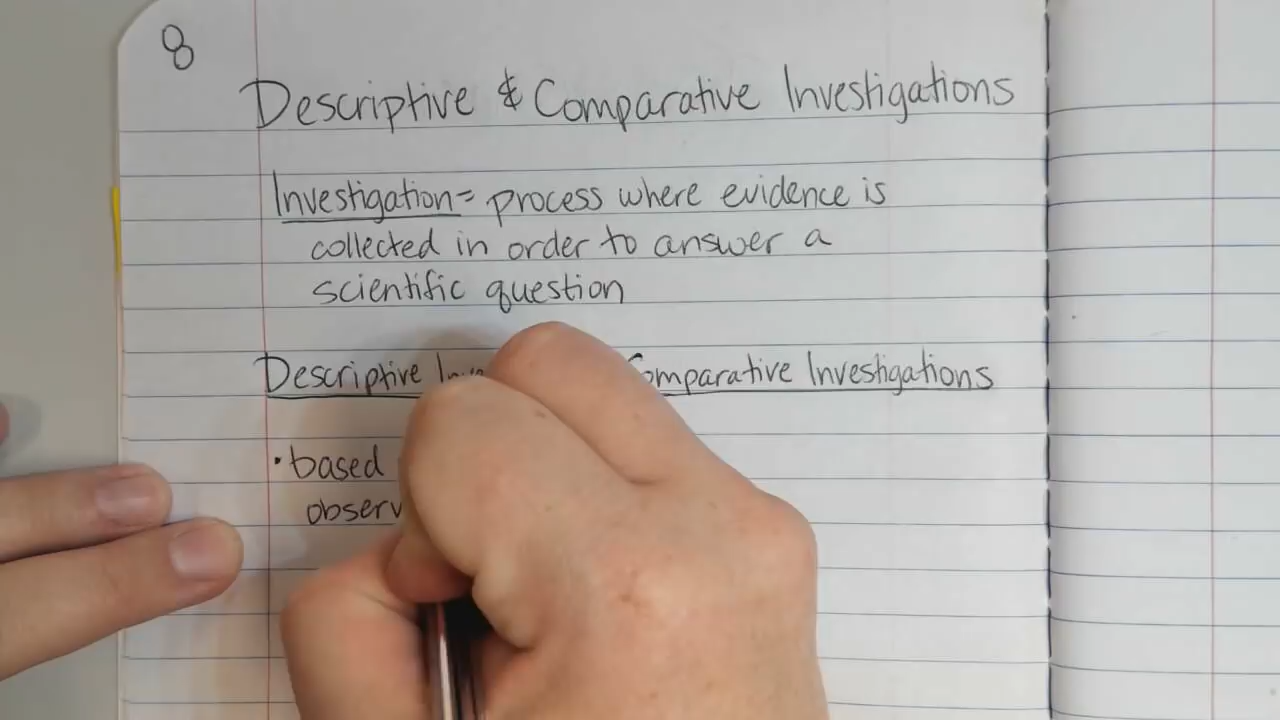 8
Descriptive & Comparative Investigations
Investigation = process where evidence is
collected in order to answer a
scientific question
Descriptive Comparative Investigations
• based
observ